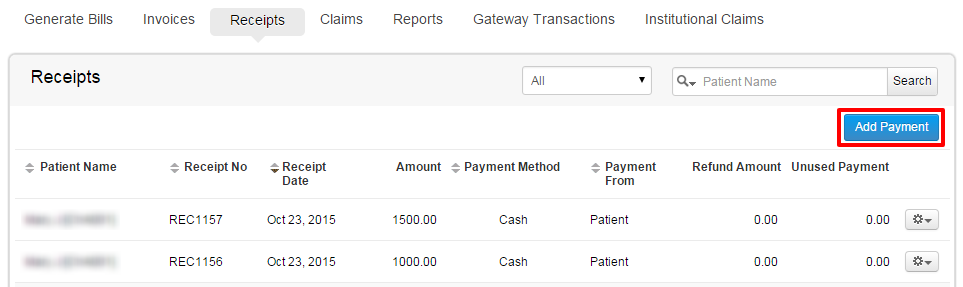 Generate Bills Invoices Receipts Claims Reports Gateway Transactions Institutional Claims
Receipts All Patient Name Search
Add Payment
Patient Name Receipt No Receipt Date Amount Payment Method Payment From Refund Amount Unused Payment
REC1157 Oct 23, 2015 1500.00 Cash Patient 0.00 0.00
REC1156 Oct 23, 2015 1000.00 Cash Patient 0.00 0.00